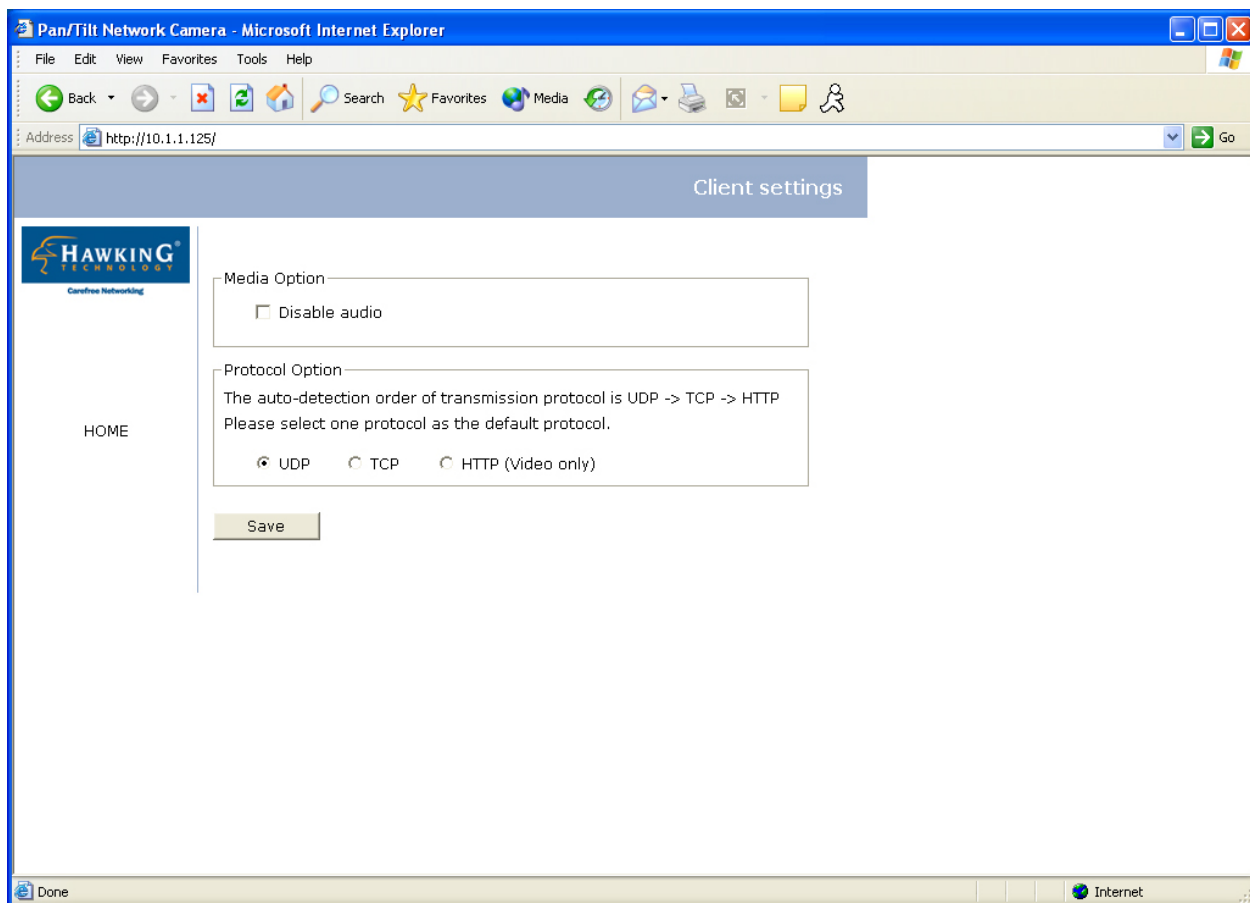 Pan/Tilt Network Camera - Microsoft Internet Explorer
File Edit View Favorites Tools Help
Back Search Favorites Media
Address http://10.1.1.125/ Go
Client settings
HAWKING®
TECHNOLOGY
Carefree Networking
HOME
Media Option
Disable audio
Protocol Option
The auto-detection order of transmission protocol is UDP -> TCP -> HTTP
Please select one protocol as the default protocol.
UDP TCP HTTP (Video only)
Save
Done Internet